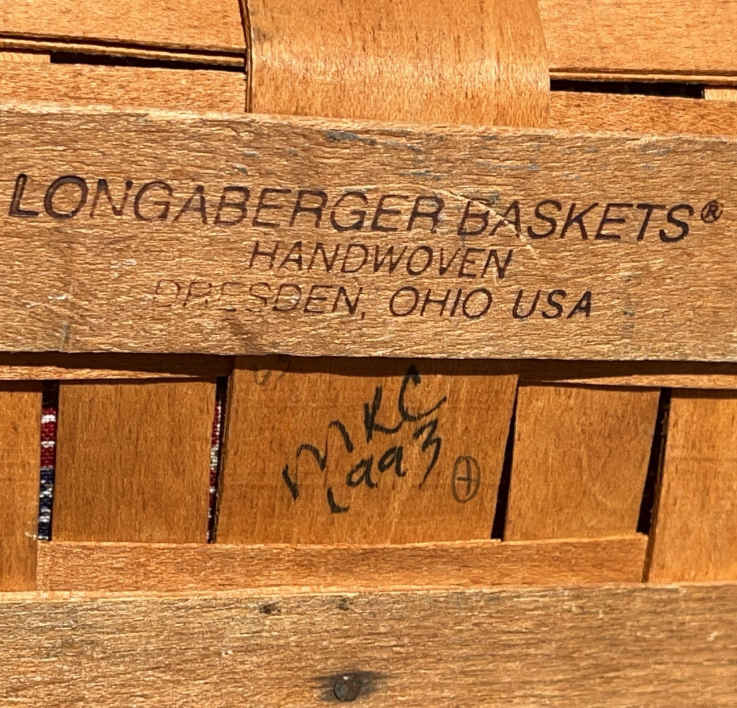 LONGABERGER BASKETS®
HANDWOVEN
DRESDEN, OHIO USA
MKC
1993